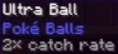 Ultra Ball
Poké Balls
2× catch rate